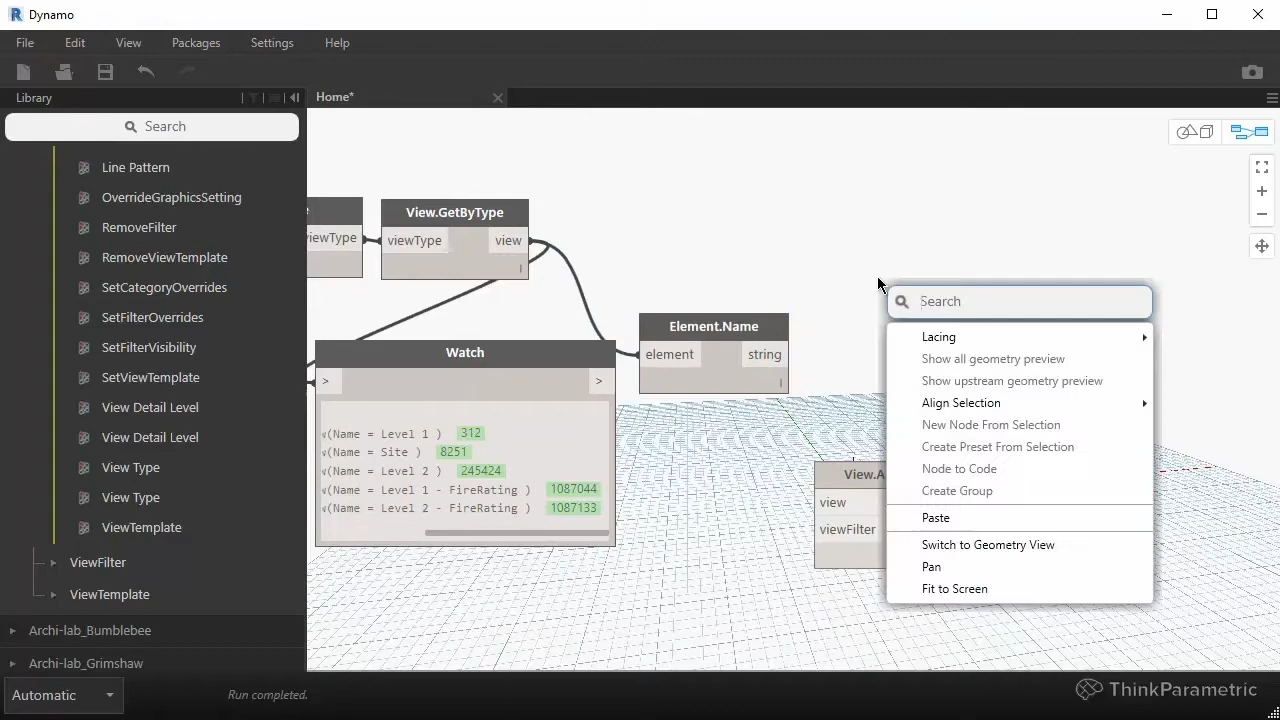 Dynamo
File Edit View Packages Settings Help
Library
Home*
Search
Line Pattern
OverrideGraphicsSetting
RemoveFilter
RemoveViewTemplate
SetCategoryOverrides
SetFilterOverrides
SetFilterVisibility
SetViewTemplate
View Detail Level
View Detail Level
View Type
View Type
ViewTemplate
ViewFilter
ViewTemplate
Archi-lab_Bumblebee
Archi-lab_Grimshaw
View.GetByType
viewType view
Element.Name
element string
Watch
> >
(Name = Level 1 ) 312
(Name = Site ) 8251
(Name = Level 2 ) 245424
(Name = Level 1 - FireRating ) 1087044
(Name = Level 2 - FireRating ) 1087133
view
viewFilter
Search
Lacing
Show all geometry preview
Show upstream geometry preview
Align Selection
New Node From Selection
Create Preset From Selection
Node to Code
Create Group
Paste
Switch to Geometry View
Pan
Fit to Screen
Automatic
Run completed.
ThinkParametric